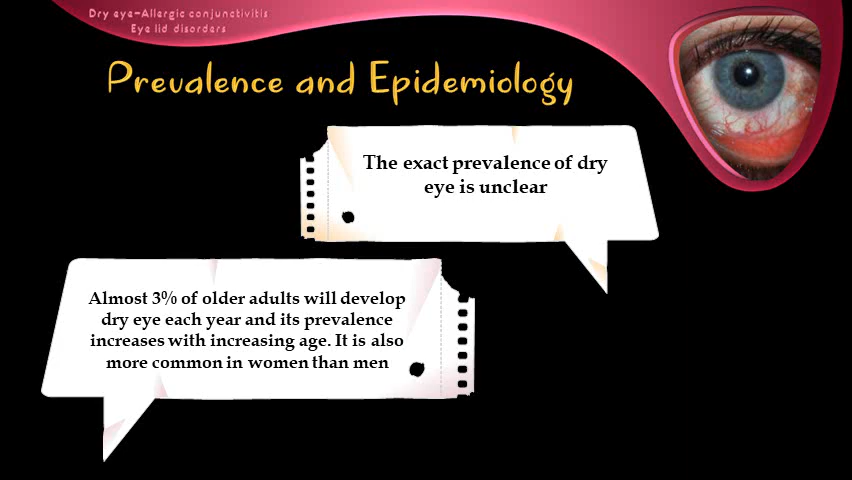 Dry eye-Allergic conjunctivitis
Eye lid disorders
Prevalence and Epidemiology
The exact prevalence of dry
eye is unclear
Almost 3% of older adults will develop
dry eye each year and its prevalence
increases with increasing age. It is also
more common in women than men